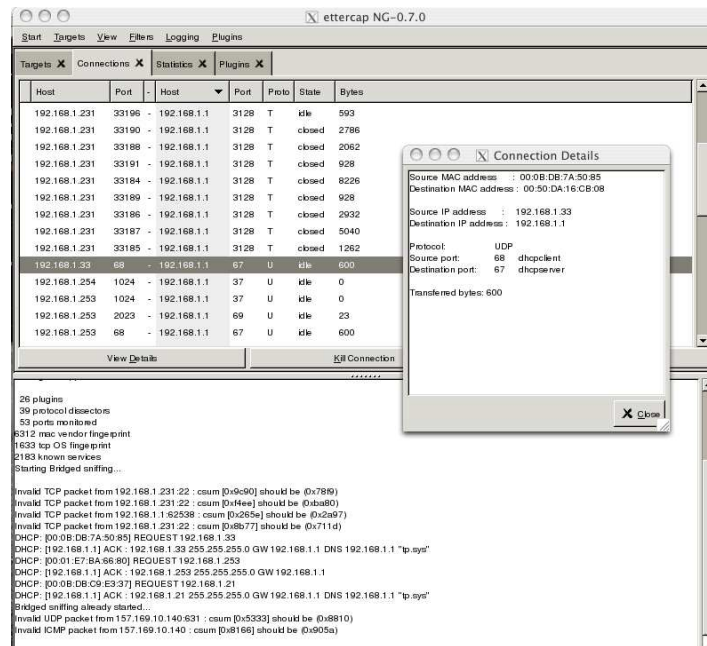 X ettercap NG-0.7.0
Start Targets View Filters Logging Plugins
Targets X Connections X Statistics X Plugins X
Host Port - Host Port Proto State Bytes
192.168.1.231 33196 - 192.168.1.1 3128 T idle 593
192.168.1.231 33190 - 192.168.1.1 3128 T closed 2786
192.168.1.231 33188 - 192.168.1.1 3128 T closed 2062
192.168.1.231 33191 - 192.168.1.1 3128 T closed 928
192.168.1.231 33184 - 192.168.1.1 3128 T closed 8226
192.168.1.231 33189 - 192.168.1.1 3128 T closed 928
192.168.1.231 33186 - 192.168.1.1 3128 T closed 2932
192.168.1.231 33187 - 192.168.1.1 3128 T closed 5040
192.168.1.231 33185 - 192.168.1.1 3128 T closed 1262
192.168.1.33 68 - 192.168.1.1 67 U idle 600
192.168.1.254 1024 - 192.168.1.1 37 U idle 0
192.168.1.253 1024 - 192.168.1.1 37 U idle 0
192.168.1.253 2023 - 192.168.1.1 69 U idle 23
192.168.1.253 68 - 192.168.1.1 67 U idle 600
View Details Kill Connection
X Connection Details
Source MAC address : 00:0B:DB:7A:50:85
Destination MAC address : 00:50:DA:16:CB:08
Source IP address : 192.168.1.33
Destination IP address : 192.168.1.1
Protocol: UDP
Source port: 68 dhcpclient
Destination port: 67 dhcpserver
Transferred bytes: 600
X Close
26 plugins
39 protocol dissectors
53 ports monitored
6312 mac vendor fingerprint
1633 tcp OS fingerprint
2183 known services
Starting Bridged sniffing...
Invalid TCP packet from 192.168.1.231:22 : csum [0x9c90] should be (0x78f9)
Invalid TCP packet from 192.168.1.231:22 : csum [0xf4ee] should be (0xba80)
Invalid TCP packet from 192.168.1.1:62538 : csum [0x265e] should be (0x2a97)
Invalid TCP packet from 192.168.1.231:22 : csum [0x8b77] should be (0x711d)
DHCP: [00:0B:DB:7A:50:85] REQUEST 192.168.1.33
DHCP: [192.168.1.1] ACK : 192.168.1.33 255.255.255.0 GW 192.168.1.1 DNS 192.168.1.1 "tp.sys"
DHCP: [00:01:E7:BA:66:80] REQUEST 192.168.1.253
DHCP: [192.168.1.1] ACK : 192.168.1.253 255.255.255.0 GW 192.168.1.1
DHCP: [00:0B:DB:C9:E3:37] REQUEST 192.168.1.21
DHCP: [192.168.1.1] ACK : 192.168.1.21 255.255.255.0 GW 192.168.1.1 DNS 192.168.1.1 "tp.sys"
Bridged sniffing already started...
Invalid UDP packet from 157.169.10.140:631 : csum [0x5333] should be (0x8810)
Invalid ICMP packet from 157.169.10.140 : csum [0x8166] should be (0x905a)